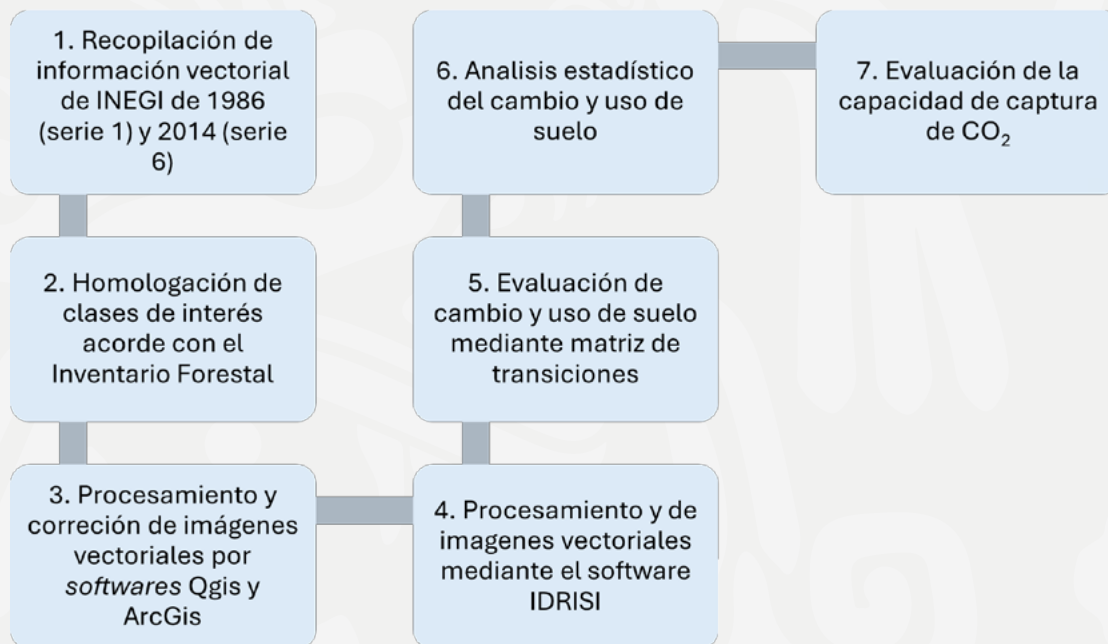 1. Recopilación de
información vectorial
de INEGI de 1986
(serie 1) y 2014 (serie
6)
2. Homologación de
clases de interés
acorde con el
Inventario Forestal
3. Procesamiento y
correción de imágenes
vectoriales por
softwares Qgis y
ArcGis
4. Procesamiento y de
imagenes vectoriales
mediante el software
IDRISI
5. Evaluación de
cambio y uso de suelo
mediante matriz de
transiciones
6. Analisis estadístico
del cambio y uso de
suelo
7. Evaluación de la
capacidad de captura
de CO₂